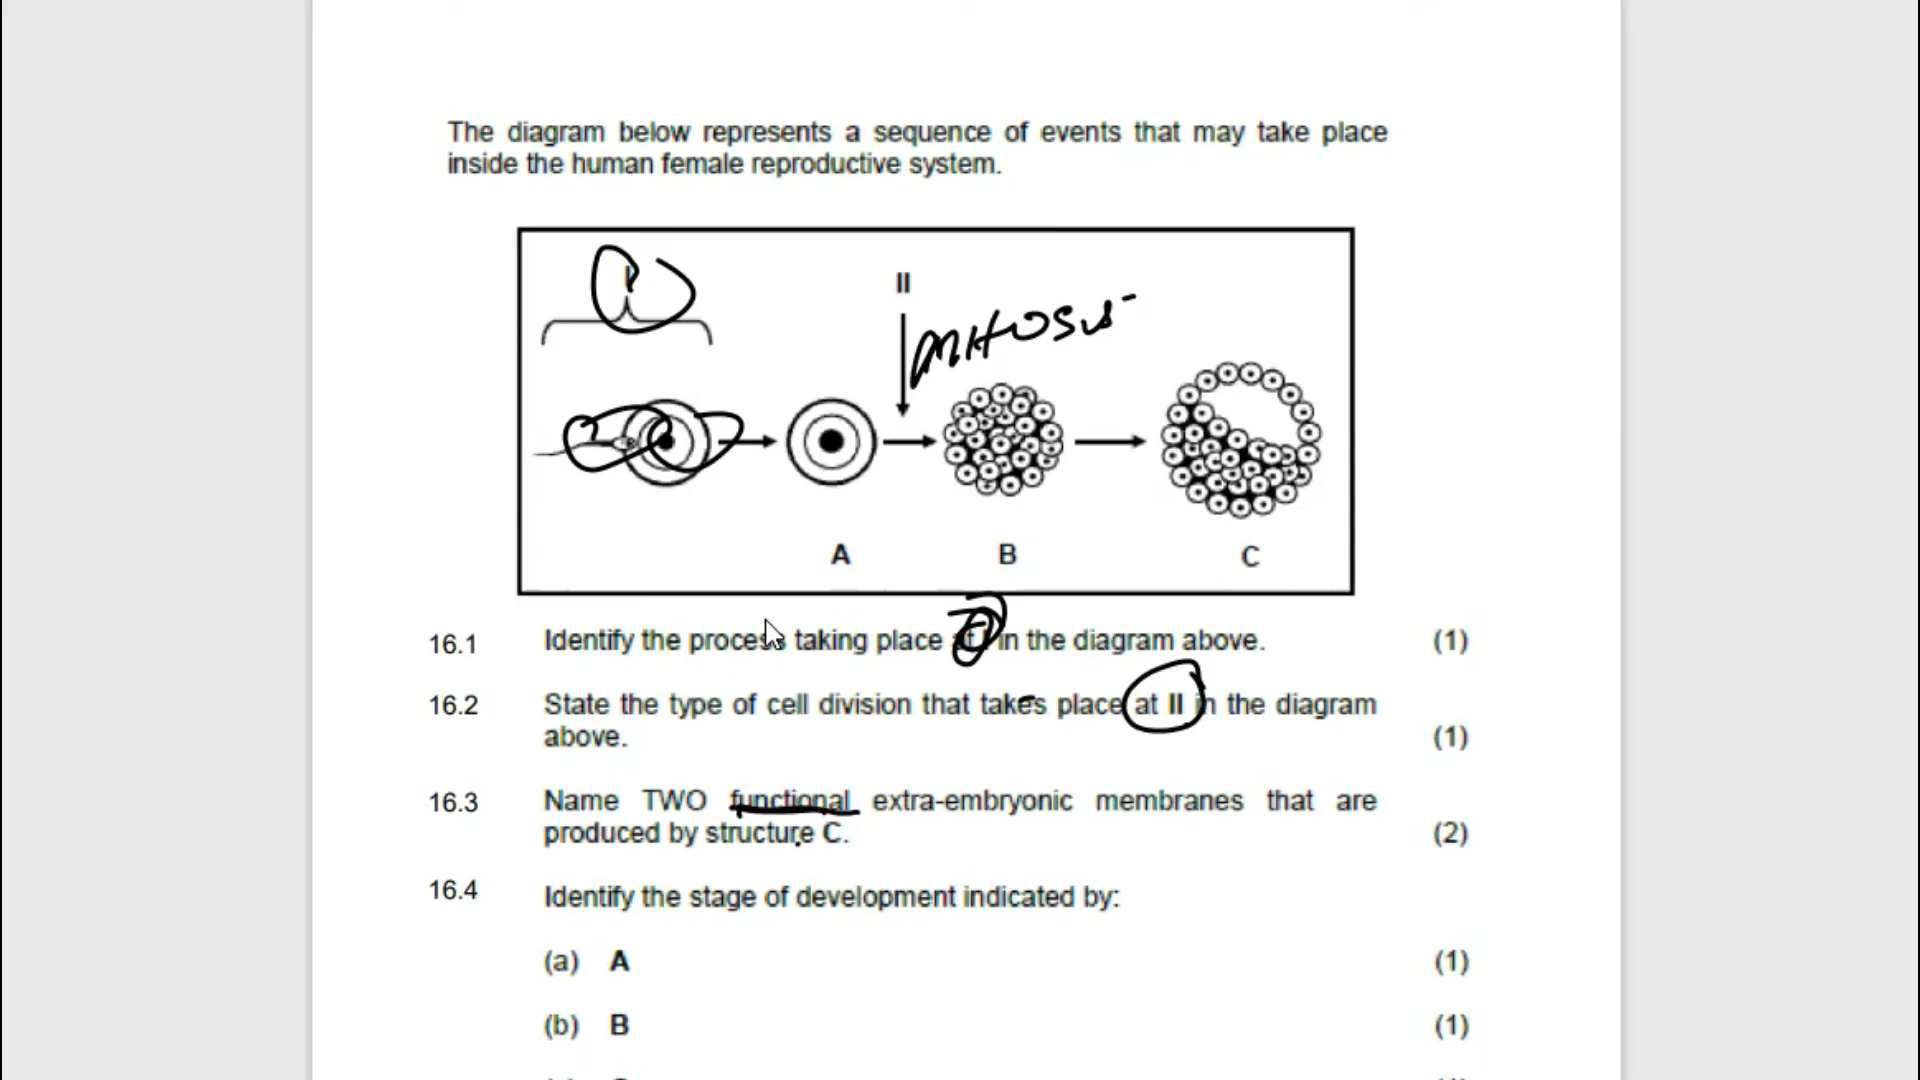 The diagram below represents a sequence of events that may take place
inside the human female reproductive system.
I
II
mitosis
A
B
C
16.1 Identify the process taking place at I in the diagram above. (1)
16.2 State the type of cell division that takes place at II in the diagram
above. (1)
16.3 Name TWO functional extra-embryonic membranes that are
produced by structure C. (2)
16.4 Identify the stage of development indicated by:
(a) A (1)
(b) B (1)